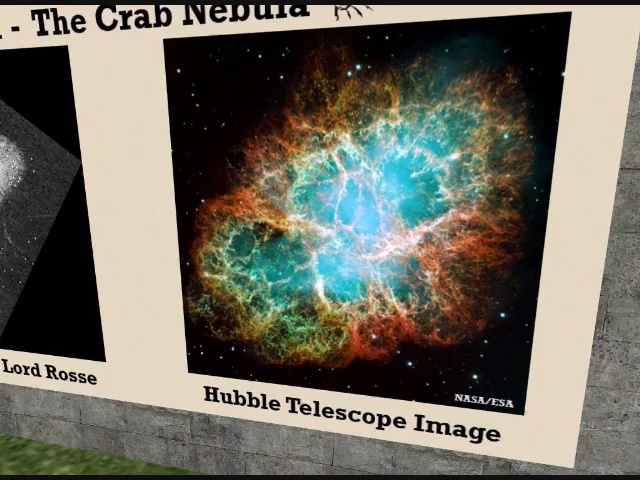 - The Crab Nebula
Lord Rosse
NASA/ESA
Hubble Telescope Image